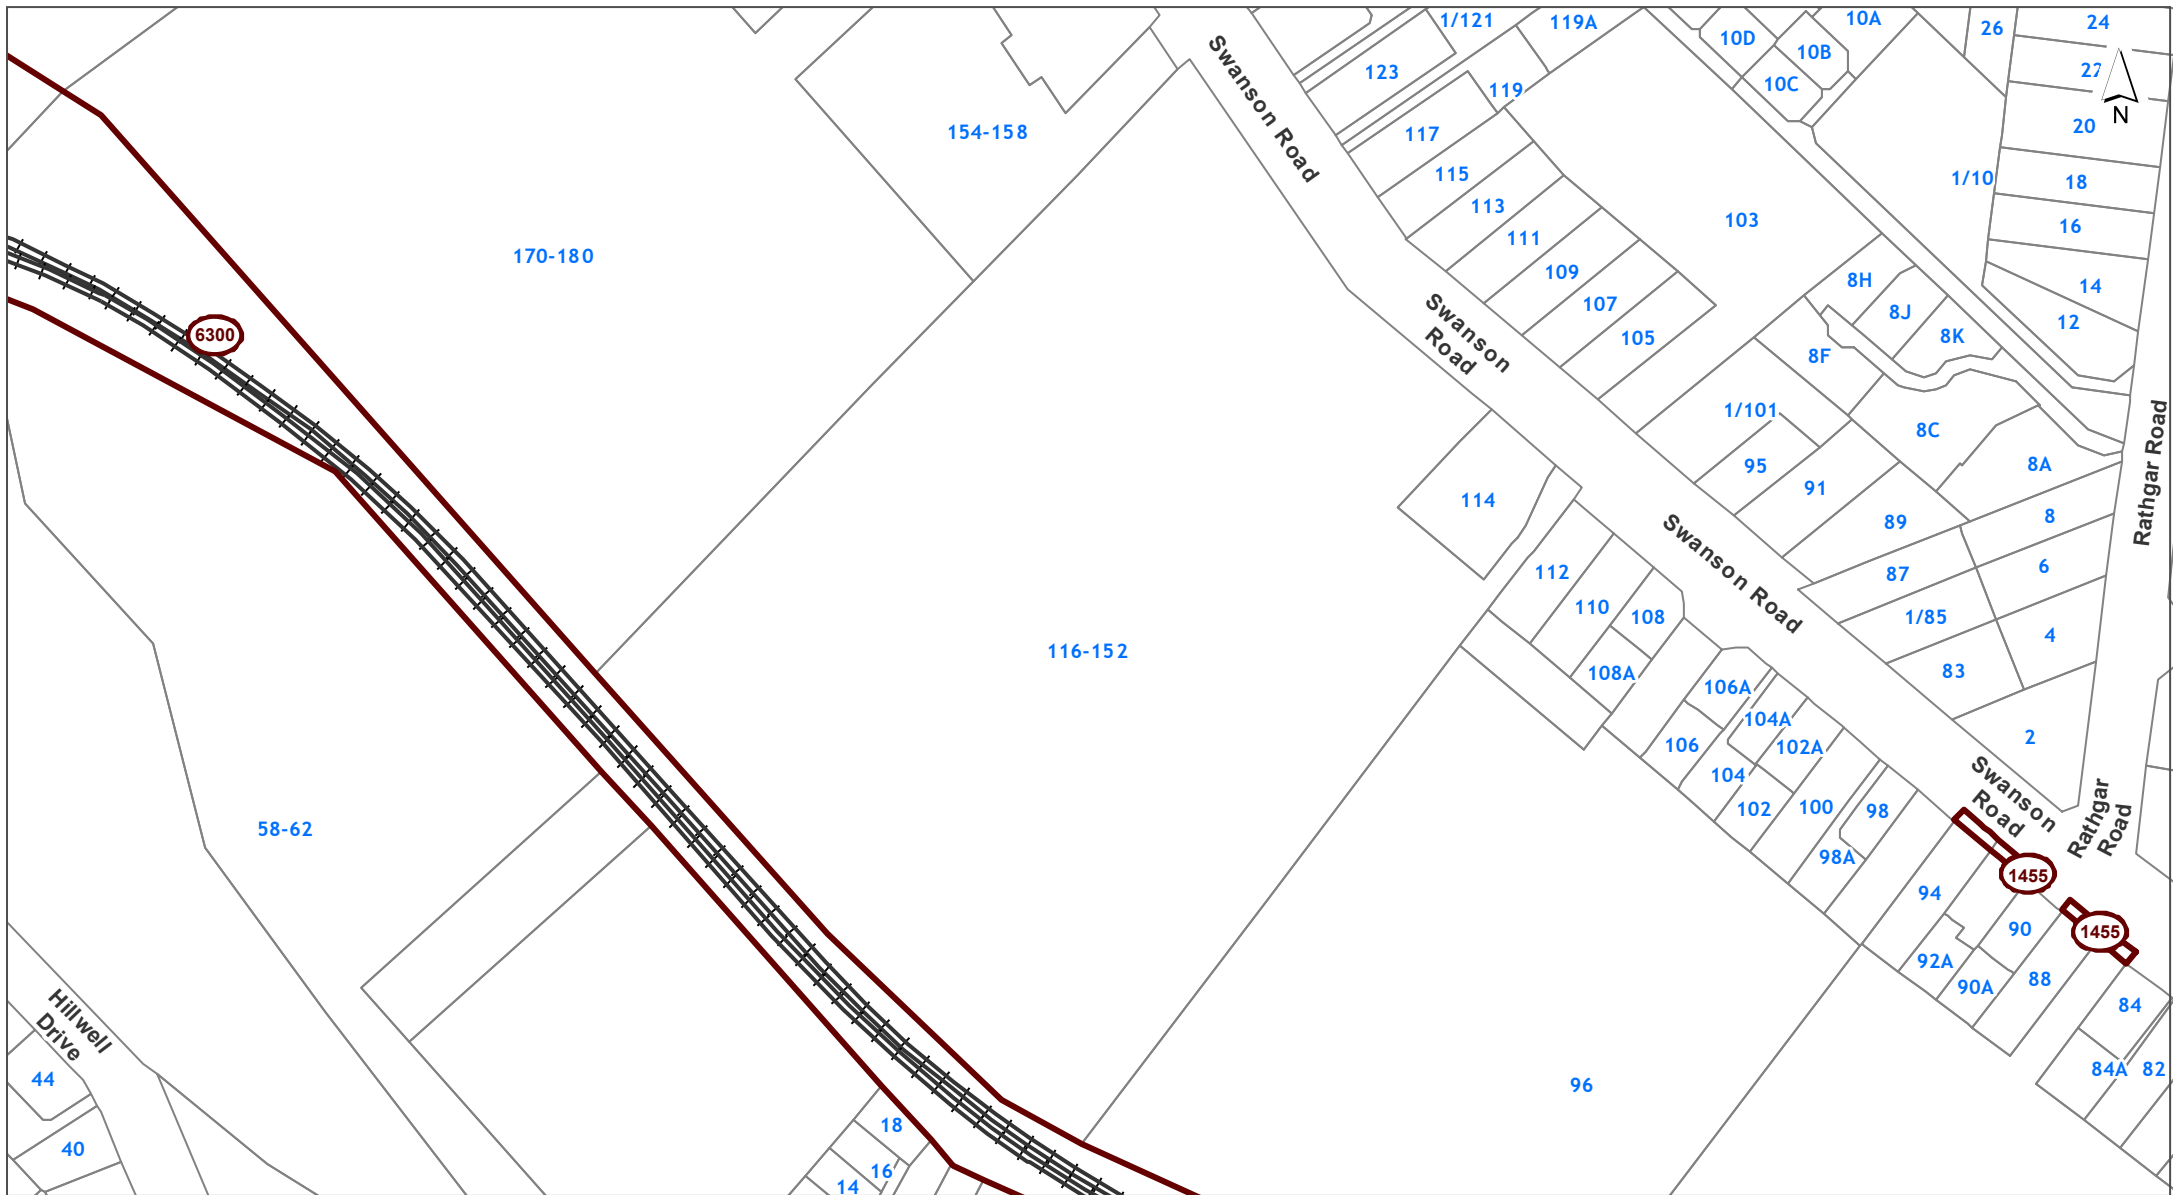 1/121
119A
10A
26
24
10D
10B
123
10C
22
119
N
20
154-158
Swanson Road
117
115
1/10
18
113
103
16
111
170-180
109
8H
14
107
8J
12
6300
105
8K
Swanson
Road
8F
1/101
8C
95
8A
Rathgar Road
91
114
89
8
Swanson Road
112
87
6
110
108
1/85
4
116-152
108A
83
106A
104A
2
106
102A
104
Swanson
Road
102
100
98
Rathgar
Road
58-62
98A
1455
94
90
1455
92A
88
90A
84
Hillwell
Drive
44
96
84A
82
18
40
16
14